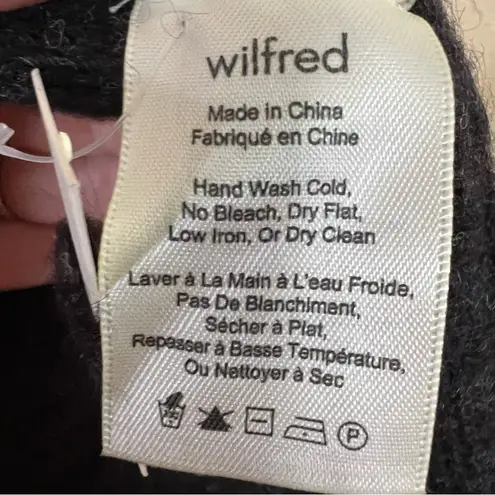 wilfred
Made in China
Fabriqué en Chine
Hand Wash Cold,
No Bleach, Dry Flat,
Low Iron, Or Dry Clean
Laver à La Main à L'eau Froide,
Pas De Blanchiment,
Sécher à Plat,
Repasser à Basse Température,
Ou Nettoyer à Sec
P